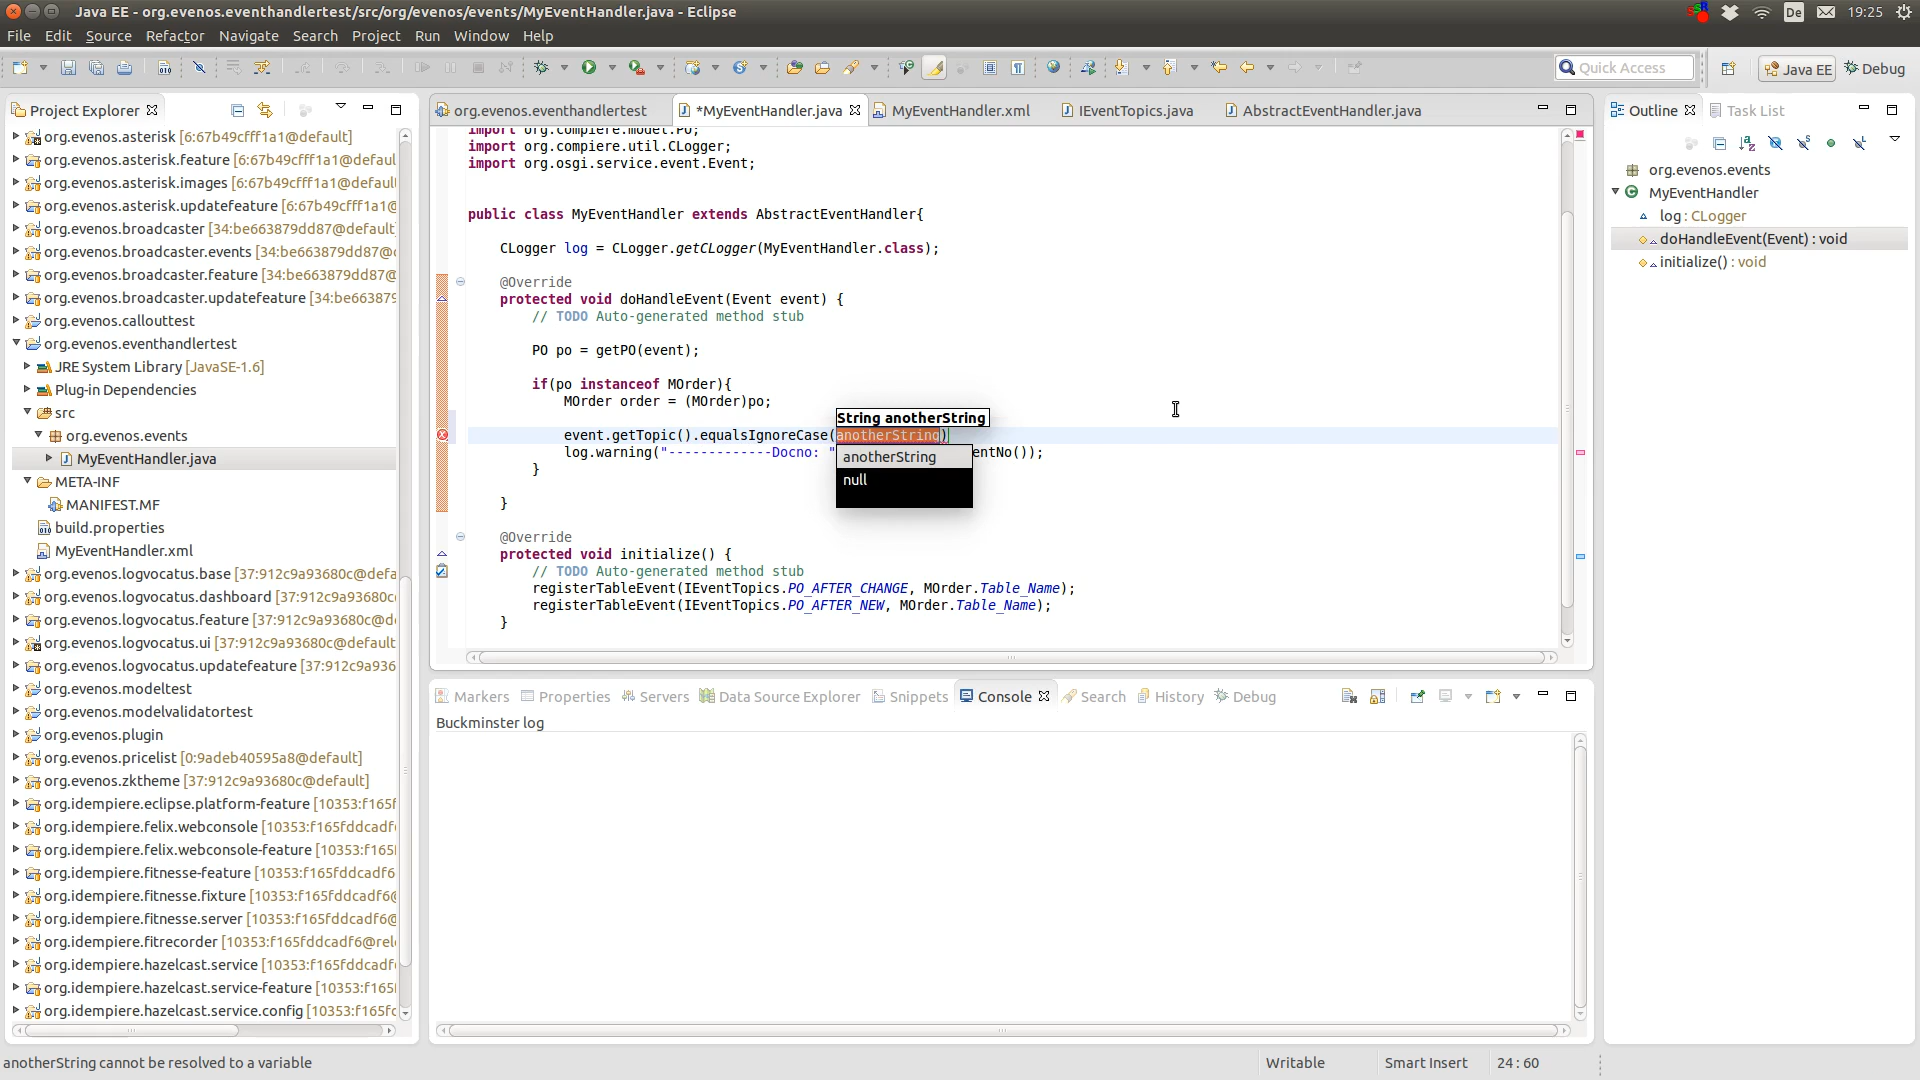 Java EE - org.evenos.eventhandlertest/src/org/evenos/events/MyEventHandler.java - Eclipse
De
19:25
File Edit Source Refactor Navigate Search Project Run Window Help
Quick Access
Java EE
Debug
Project Explorer
org.evenos.asterisk [6:67b49cfff1a1@default]
org.evenos.asterisk.feature [6:67b49cfff1a1@defaul
org.evenos.asterisk.images [6:67b49cfff1a1@defaul
org.evenos.asterisk.updatefeature [6:67b49cfff1a1@
org.evenos.broadcaster [34:be663879dd87@default
org.evenos.broadcaster.events [34:be663879dd87@
org.evenos.broadcaster.feature [34:be663879dd87@
org.evenos.broadcaster.updatefeature [34:be663879
org.evenos.callouttest
org.evenos.eventhandlertest
JRE System Library [JavaSE-1.6]
Plug-in Dependencies
src
org.evenos.events
MyEventHandler.java
META-INF
MANIFEST.MF
build.properties
MyEventHandler.xml
org.evenos.logvocatus.base [37:912c9a93680c@defa
org.evenos.logvocatus.dashboard [37:912c9a93680c
org.evenos.logvocatus.feature [37:912c9a93680c@de
org.evenos.logvocatus.ui [37:912c9a93680c@default
org.evenos.logvocatus.updatefeature [37:912c9a936
org.evenos.modeltest
org.evenos.modelvalidatortest
org.evenos.plugin
org.evenos.pricelist [0:9adeb40595a8@default]
org.evenos.zktheme [37:912c9a93680c@default]
org.idempiere.eclipse.platform-feature [10353:f165f
org.idempiere.felix.webconsole [10353:f165fddcadf
org.idempiere.felix.webconsole-feature [10353:f165
org.idempiere.fitnesse-feature [10353:f165fddcadf6
org.idempiere.fitnesse.fixture [10353:f165fddcadf6@
org.idempiere.fitnesse.server [10353:f165fddcadf6@
org.idempiere.fitrecorder [10353:f165fddcadf6@rel
org.idempiere.hazelcast.service [10353:f165fddcadf
org.idempiere.hazelcast.service-feature [10353:f165
org.idempiere.hazelcast.service.config [10353:f165f
org.evenos.eventhandlertest
*MyEventHandler.java
MyEventHandler.xml
IEventTopics.java
AbstractEventHandler.java
import org.compiere.model.PO;
import org.compiere.util.CLogger;
import org.osgi.service.event.Event;
public class MyEventHandler extends AbstractEventHandler{
CLogger log = CLogger.getCLogger(MyEventHandler.class);
@Override
protected void doHandleEvent(Event event) {
// TODO Auto-generated method stub
PO po = getPO(event);
if(po instanceof MOrder){
MOrder order = (MOrder)po;
String anotherString
event.getTopic().equalsIgnoreCase(anotherString)
log.warning("-------------Docno: " entNo());
anotherString
null
}
}
@Override
protected void initialize() {
// TODO Auto-generated method stub
registerTableEvent(IEventTopics.PO_AFTER_CHANGE, MOrder.Table_Name);
registerTableEvent(IEventTopics.PO_AFTER_NEW, MOrder.Table_Name);
}
Markers
Properties
Servers
Data Source Explorer
Snippets
Console
Search
History
Debug
Buckminster log
Outline
Task List
org.evenos.events
MyEventHandler
log : CLogger
doHandleEvent(Event) : void
initialize() : void
anotherString cannot be resolved to a variable
Writable
Smart Insert
24 : 60